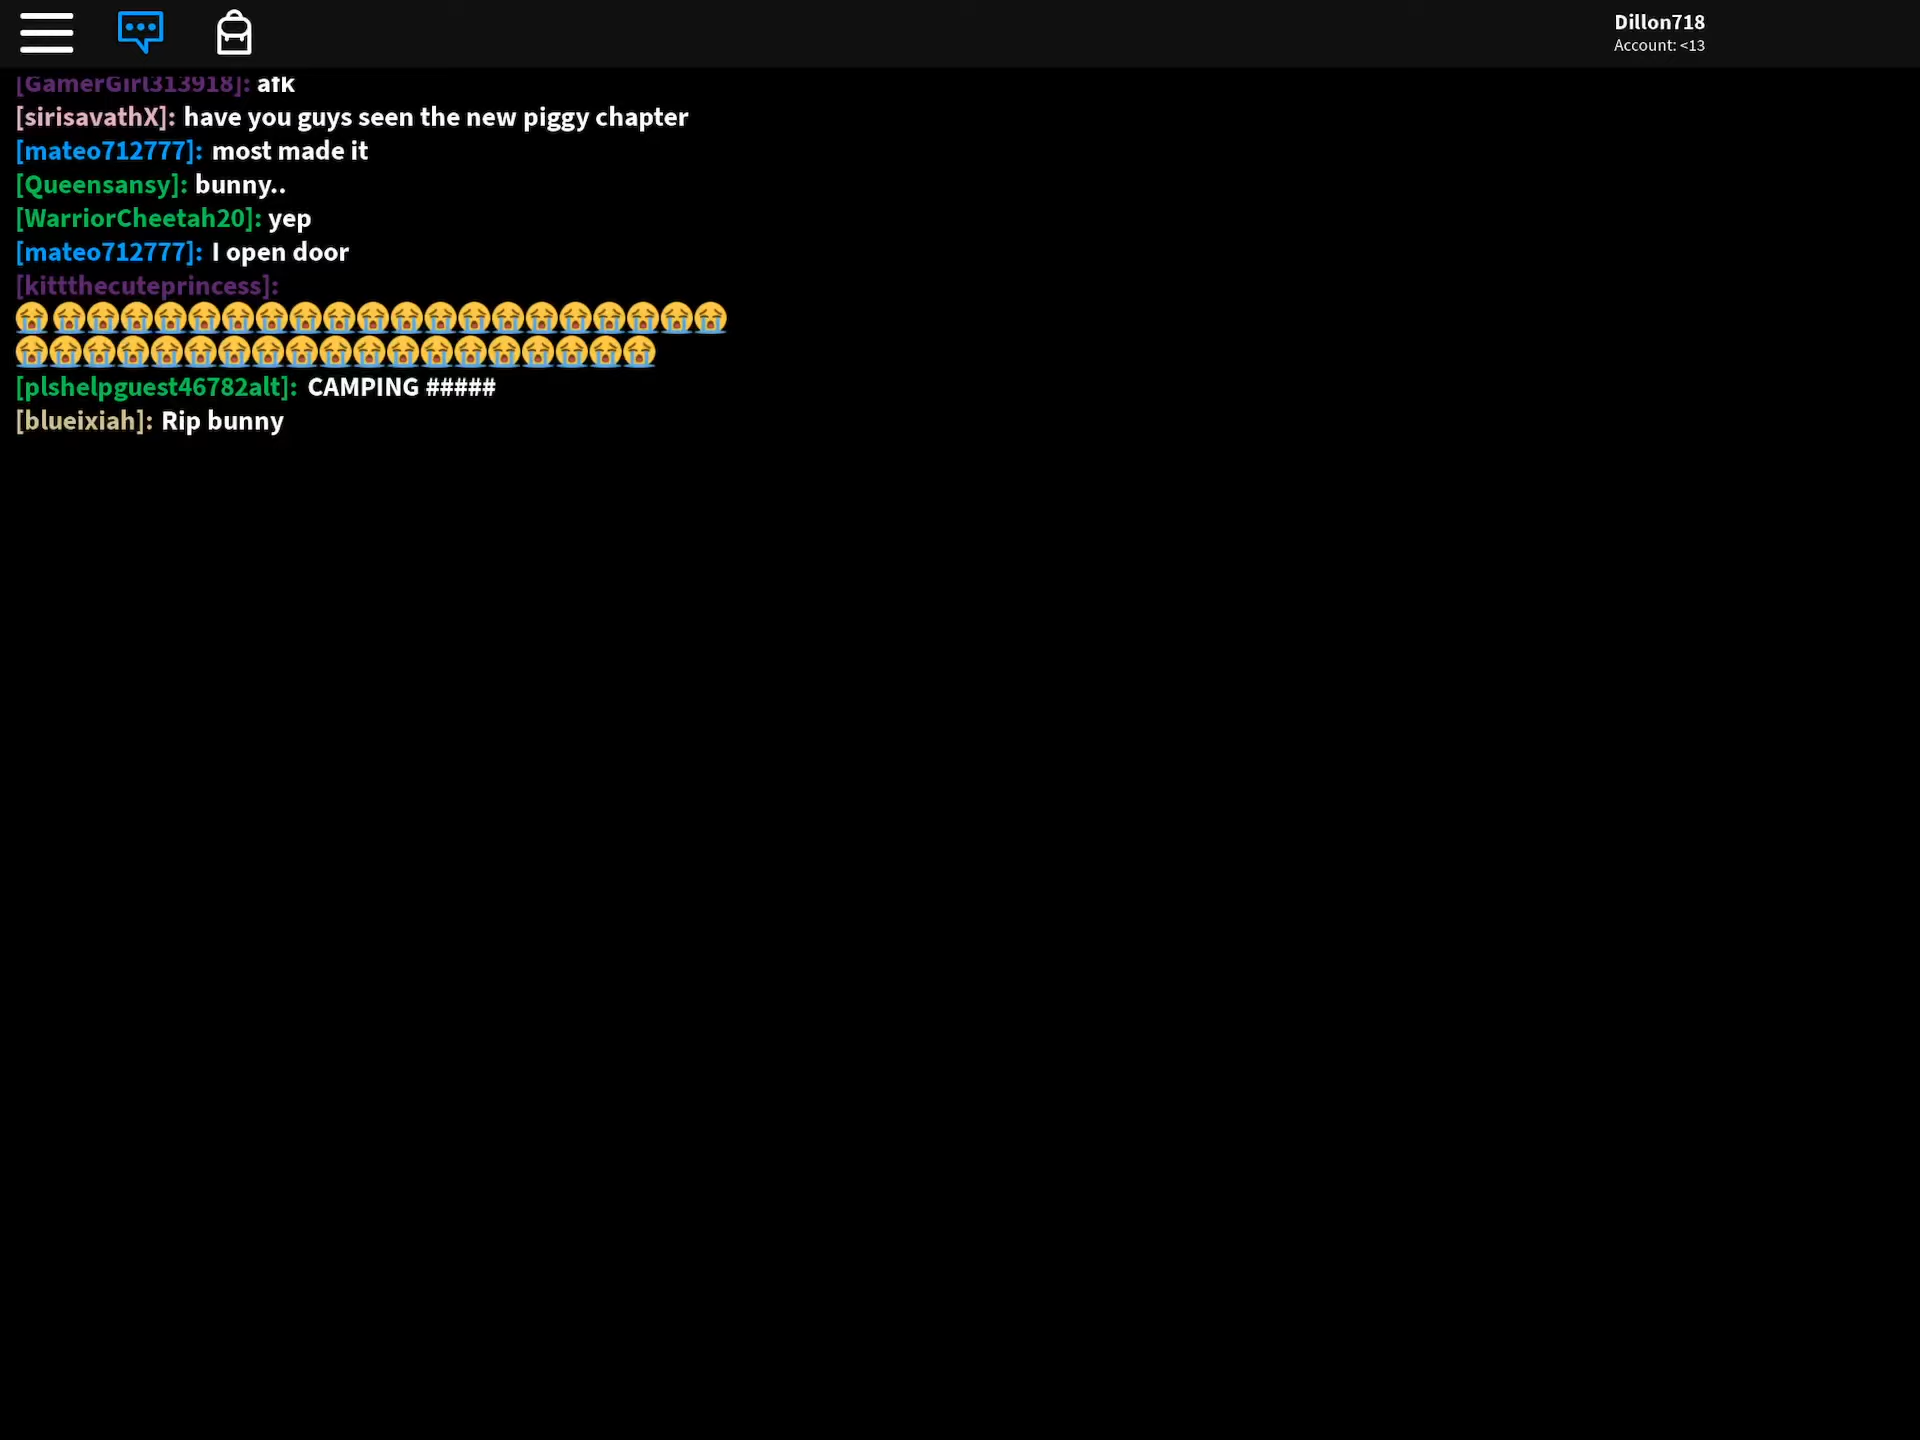 Dillon718
Account: <13
[GamerGirl313918]: afk
[sirisavathX]: have you guys seen the new piggy chapter
[mateo712777]: most made it
[Queensansy]: bunny..
[WarriorCheetah20]: yep
[mateo712777]: I open door
[kittthecuteprincess]:
😭 😭😭😭😭😭😭😭😭😭😭😭😭😭😭😭😭😭😭😭😭
😭😭😭😭😭😭😭😭😭😭😭😭😭😭😭😭😭😭😭
[plshelpguest46782alt]: CAMPING #####
[blueixiah]: Rip bunny